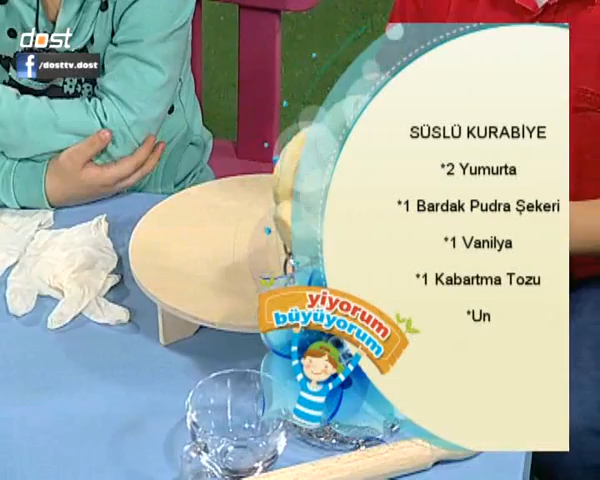 dost
f /dosttv.dost
SÜSLÜ KURABİYE
*2 Yumurta
*1 Bardak Pudra Şekeri
*1 Vanilya
*1 Kabartma Tozu
*Un
yiyorum
büyüyorum